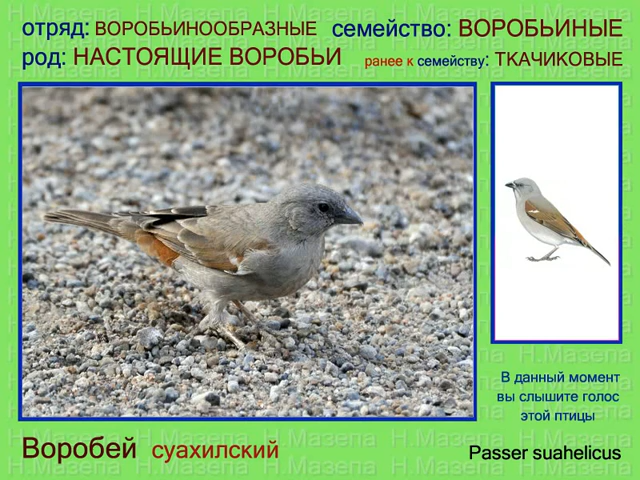 отряд: ВОРОБЬИНООБРАЗНЫЕ семейство: ВОРОБЬИНЫЕ
род: НАСТОЯЩИЕ ВОРОБЬИ ранее к семейству: ТКАЧИКОВЫЕ
В данный момент
вы слышите голос
этой птицы
Воробей суахилский Passer suahelicus
Н.Мазепа